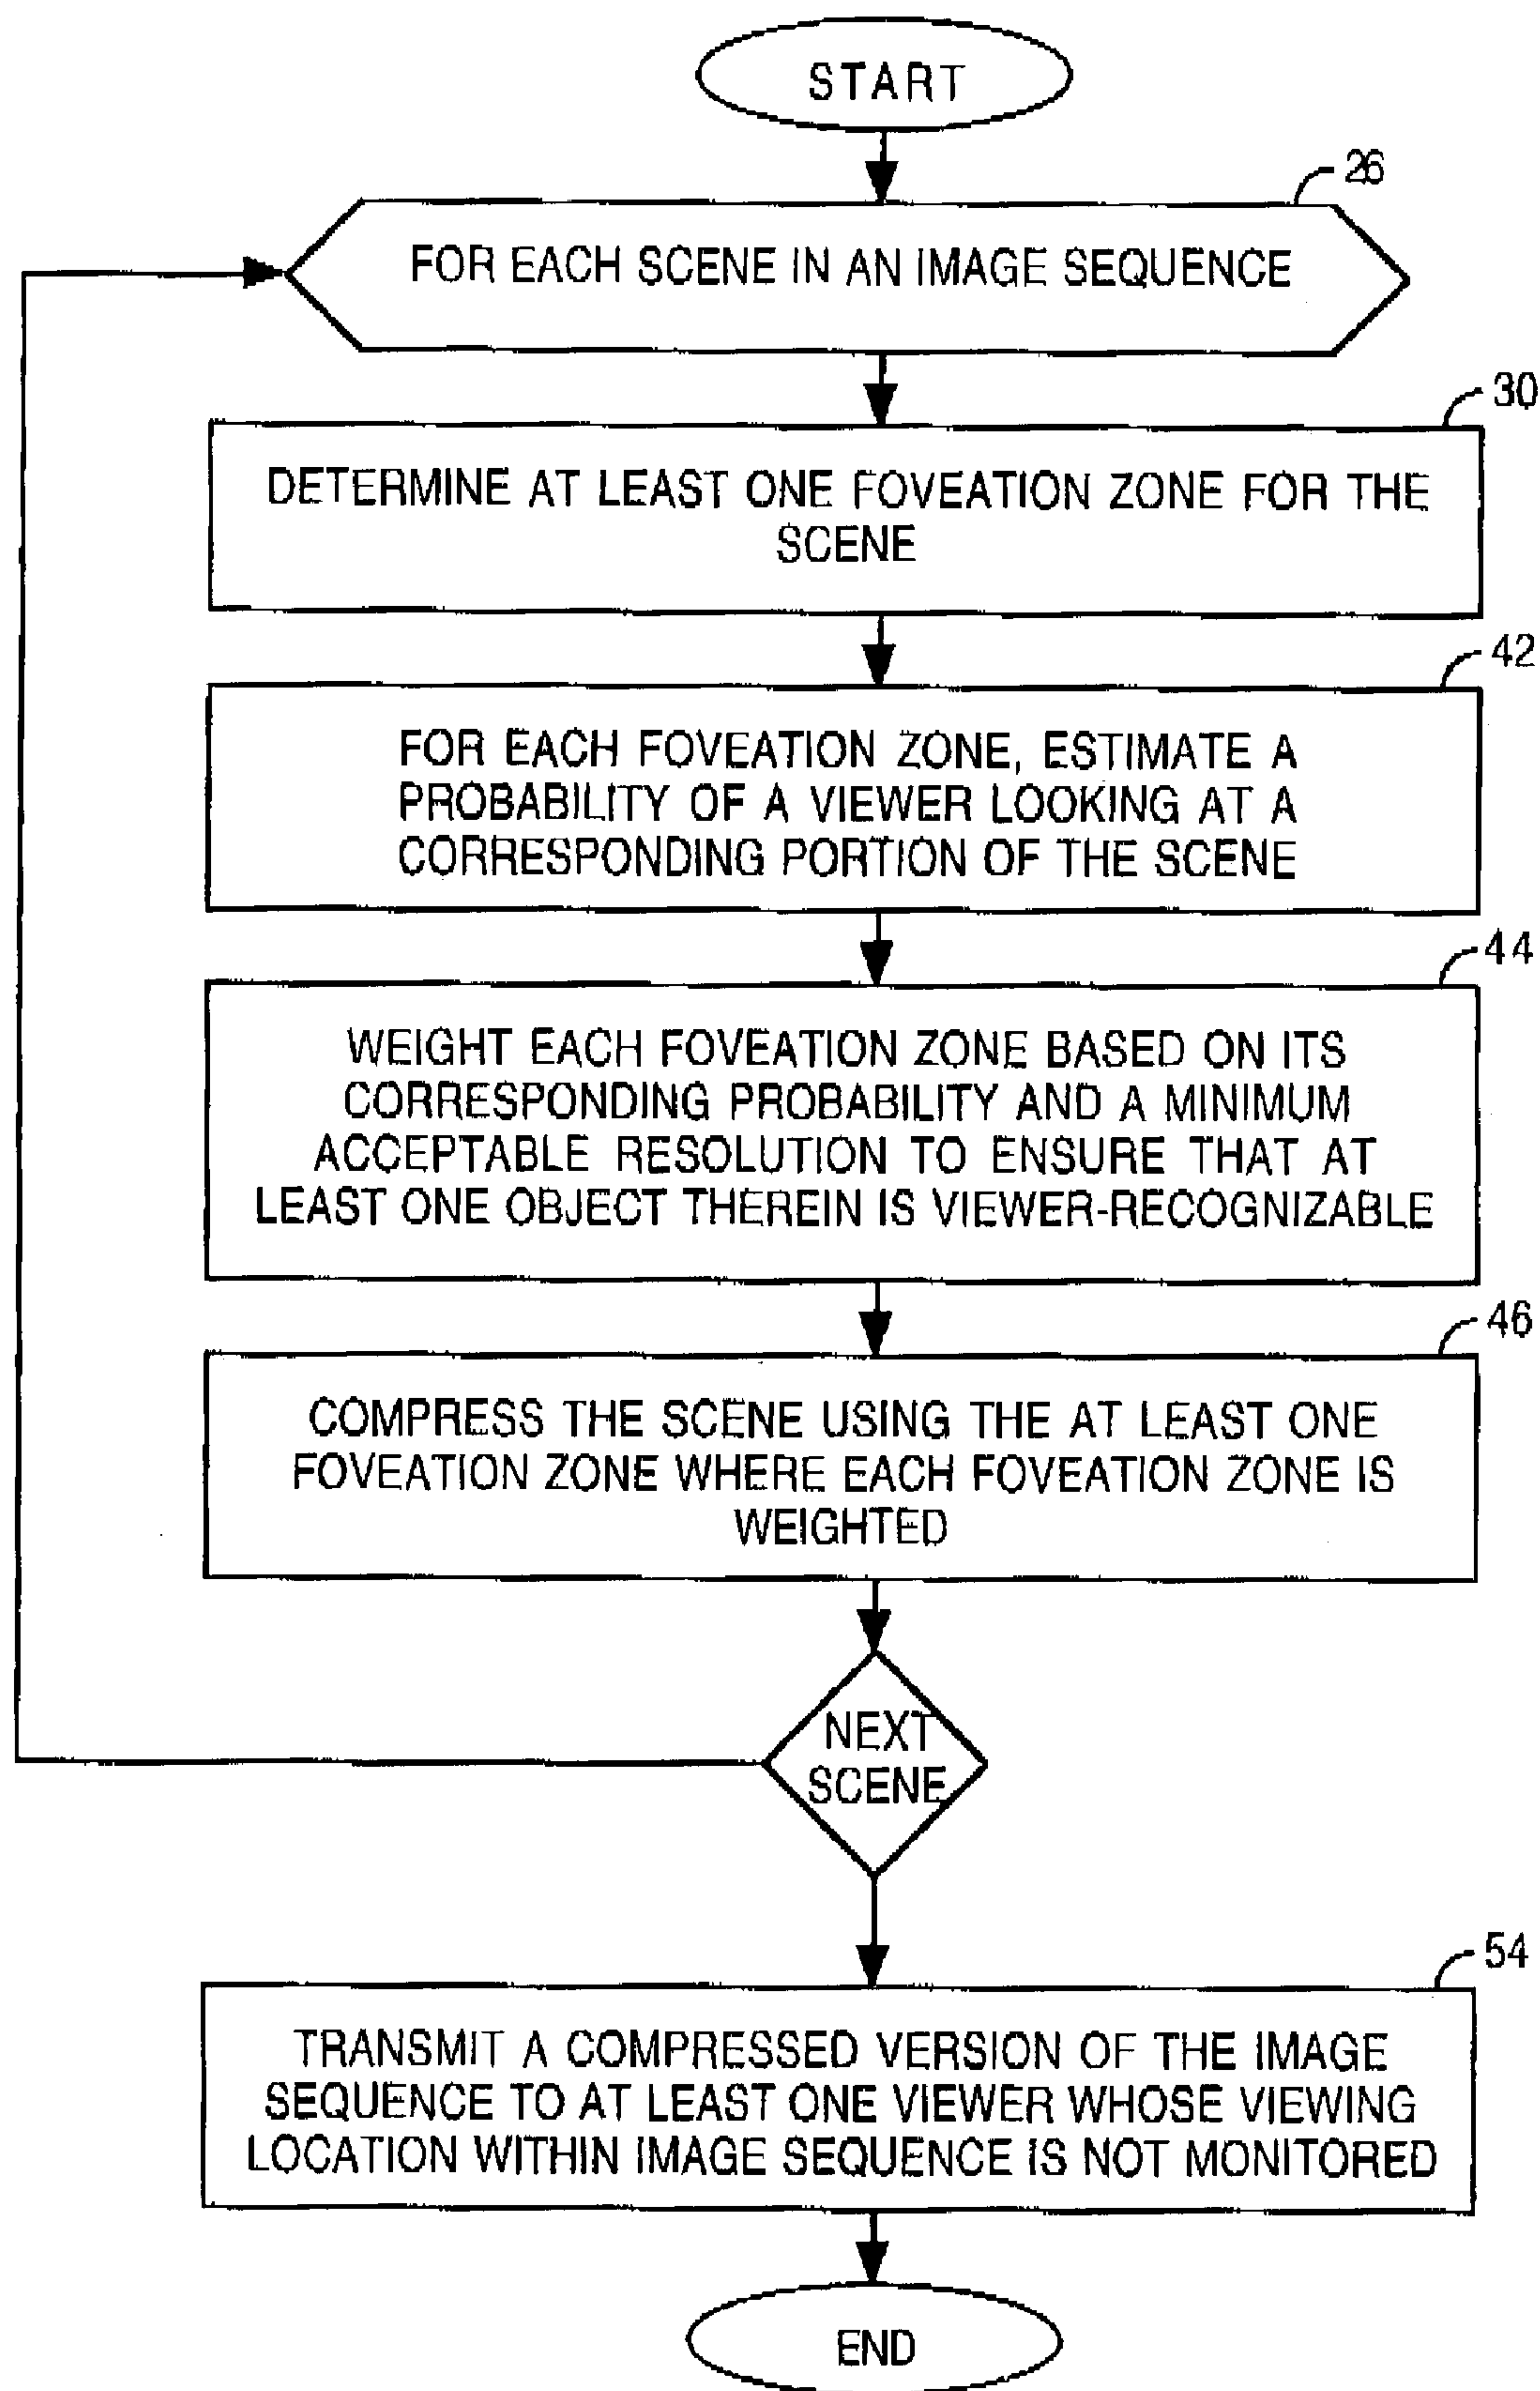 START
26
FOR EACH SCENE IN AN IMAGE SEQUENCE
30
DETERMINE AT LEAST ONE FOVEATION ZONE FOR THE
SCENE
42
FOR EACH FOVEATION ZONE, ESTIMATE A
PROBABILITY OF A VIEWER LOOKING AT A
CORRESPONDING PORTION OF THE SCENE
44
WEIGHT EACH FOVEATION ZONE BASED ON ITS
CORRESPONDING PROBABILITY AND A MINIMUM
ACCEPTABLE RESOLUTION TO ENSURE THAT AT
LEAST ONE OBJECT THEREIN IS VIEWER-RECOGNIZABLE
46
COMPRESS THE SCENE USING THE AT LEAST ONE
FOVEATION ZONE WHERE EACH FOVEATION ZONE IS
WEIGHTED
NEXT
SCENE
54
TRANSMIT A COMPRESSED VERSION OF THE IMAGE
SEQUENCE TO AT LEAST ONE VIEWER WHOSE VIEWING
LOCATION WITHIN IMAGE SEQUENCE IS NOT MONITORED
END